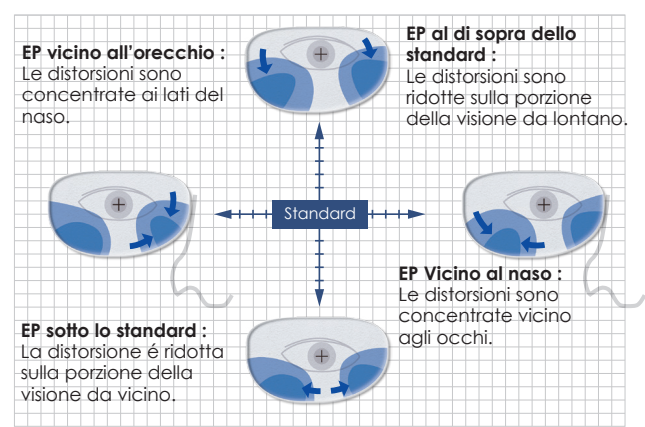 EP vicino all'orecchio :
Le distorsioni sono
concentrate ai lati del
naso.
EP al di sopra dello
standard :
Le distorsioni sono
ridotte sulla porzione
della visione da lontano.
Standard
EP Vicino al naso :
Le distorsioni sono
concentrate vicino
agli occhi.
EP sotto lo standard :
La distorsione é ridotta
sulla porzione della
visione da vicino.